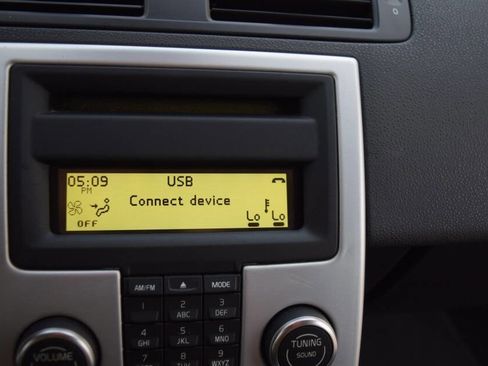 05:09 USB
PM
Connect device
OFF Lo Lo
AM/FM MODE
1 2 3
ABC DEF
4 5 6
GHI JKL MNO
7 8 9
WXYZ
VOLUME
TUNING
SOUND